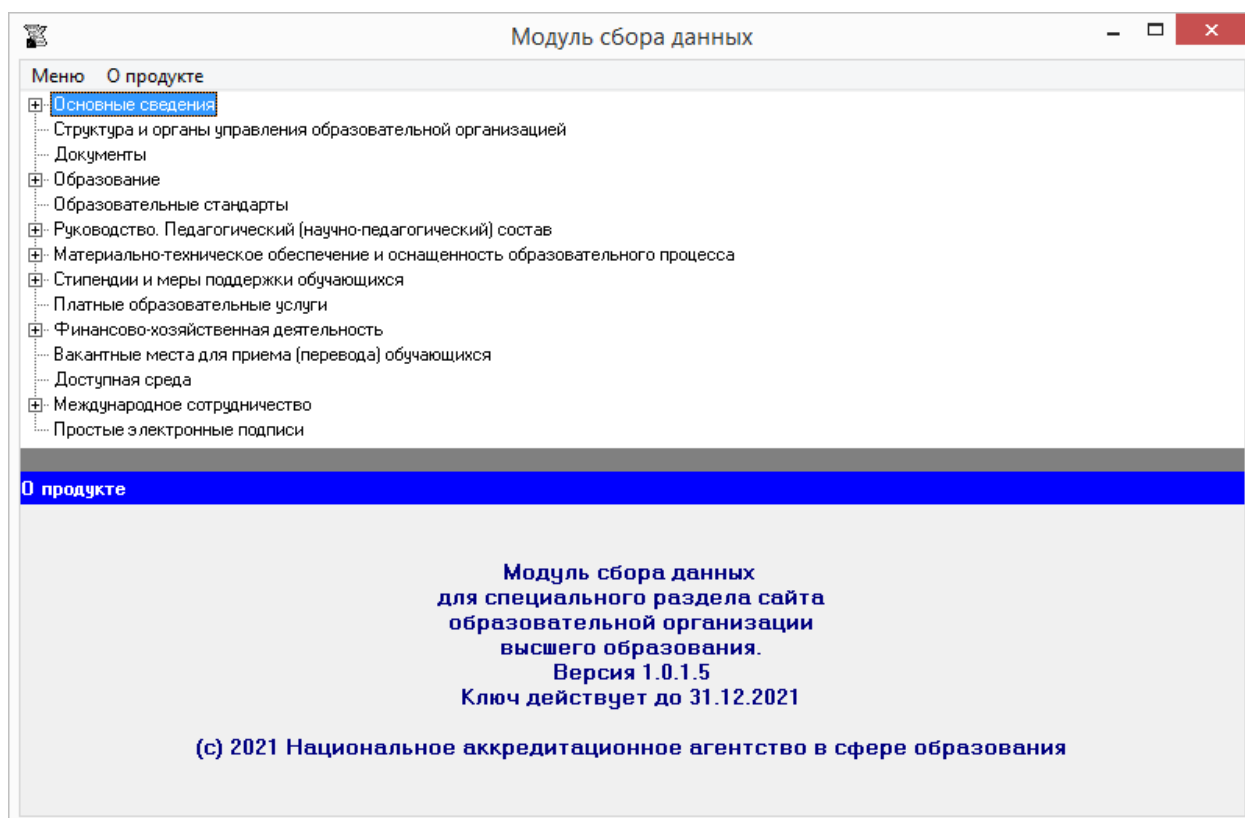 Модуль сбора данных
Меню О продукте
Основные сведения
Структура и органы управления образовательной организацией
Документы
Образование
Образовательные стандарты
Руководство. Педагогический (научно-педагогический) состав
Материально-техническое обеспечение и оснащенность образовательного процесса
Стипендии и меры поддержки обучающихся
Платные образовательные услуги
Финансово-хозяйственная деятельность
Вакантные места для приема (перевода) обучающихся
Доступная среда
Международное сотрудничество
Простые электронные подписи
О продукте
Модуль сбора данных
для специального раздела сайта
образовательной организации
высшего образования.
Версия 1.0.1.5
Ключ действует до 31.12.2021
(с) 2021 Национальное аккредитационное агентство в сфере образования